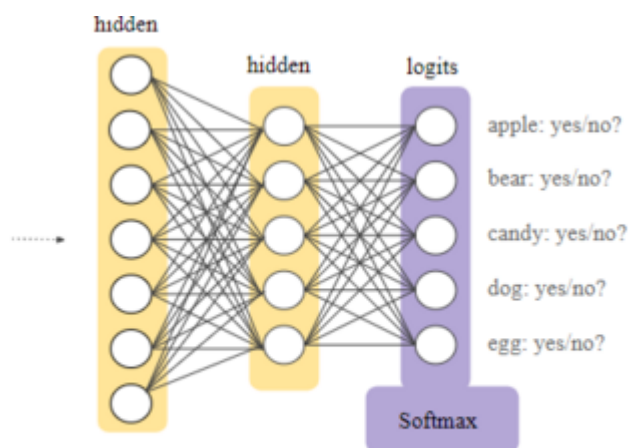 hidden
hidden
logits
apple: yes/no?
bear: yes/no?
candy: yes/no?
dog: yes/no?
egg: yes/no?
Softmax